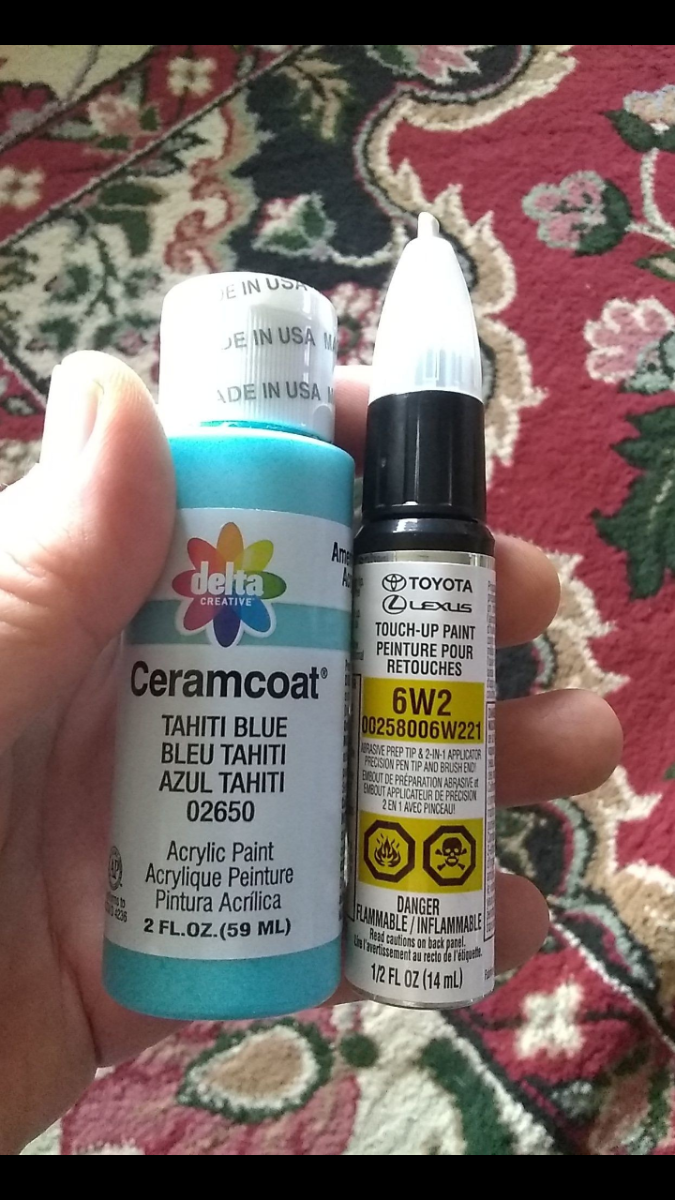 DE IN USA
DE IN USA MA
ADE IN USA M
delta
CREATIVE
Ceramcoat®
TAHITI BLUE
BLEU TAHITI
AZUL TAHITI
02650
Acrylic Paint
Acrylique Peinture
Pintura Acrílica
2 FL.OZ.(59 ML)
TOYOTA
LEXUS
TOUCH-UP PAINT
PEINTURE POUR
RETOUCHES
6W2
00258006W221
ABRASIVE PREP TIP & 2-IN-1 APPLICATOR
PRECISION PEN TIP AND BRUSH END!
EMBOUT DE PRÉPARATION ABRASIVE et
EMBOUT APPLICATEUR DE PRÉCISION
2 EN 1 AVEC PINCEAU!
DANGER
FLAMMABLE / INFLAMMABLE
Read cautions on back panel.
Lire l'avertissement au recto de l'étiquette.
1/2 FL OZ (14 mL)